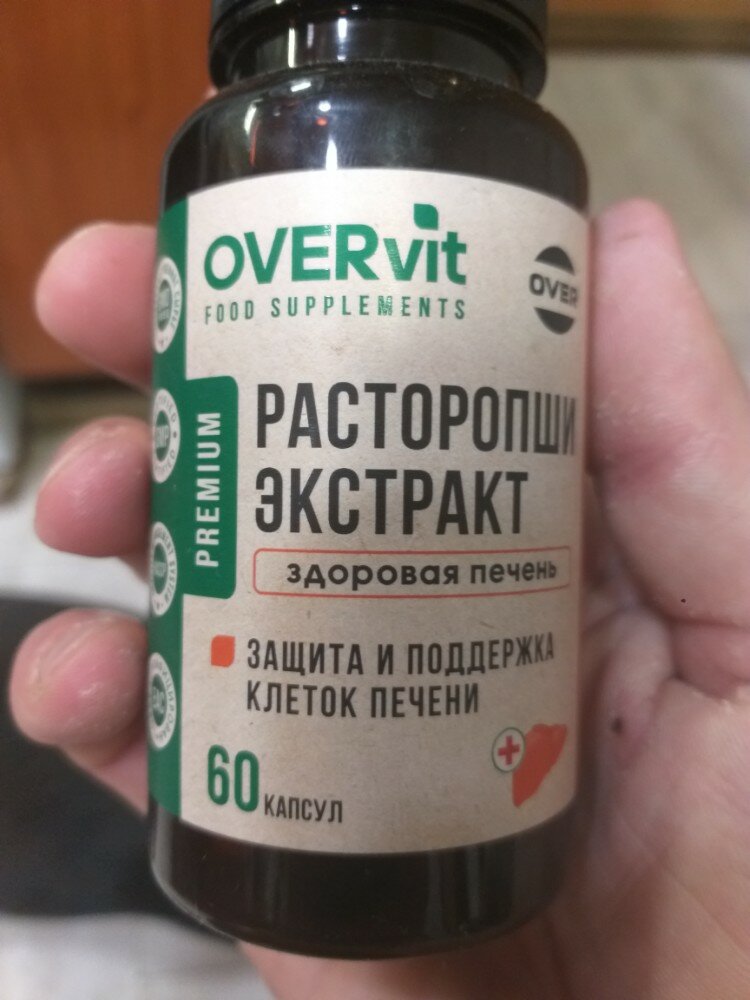 OVERvit
FOOD SUPPLEMENTS
OVER
PREMIUM
РАСТОРОПШИ
ЭКСТРАКТ
здоровая печень
ЗАЩИТА И ПОДДЕРЖКА
КЛЕТОК ПЕЧЕНИ
60 КАПСУЛ